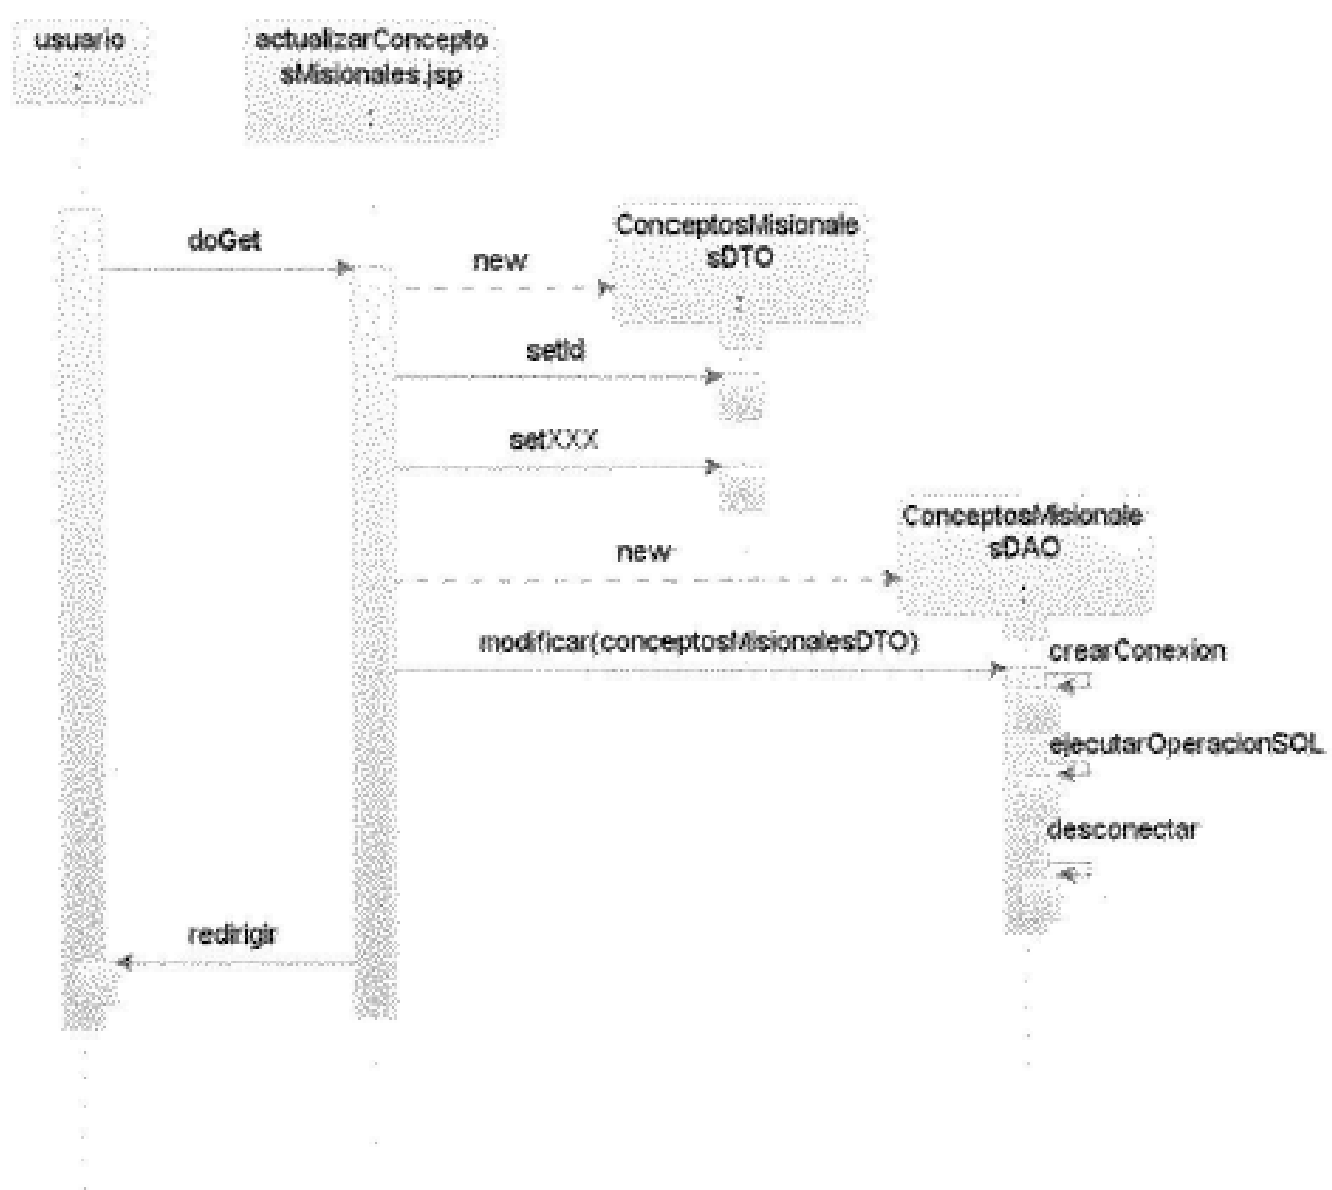 usuario
:
actualizarConcepto
sMisionales.jsp
:
doGet
new
ConceptosMisionale
sDTO
:
setId
setXXX
new
ConceptosMisionale
sDAO
:
modificar(conceptosMisionalesDTO)
crearConexion
ejecutarOperacionSQL
desconectar
redirigir